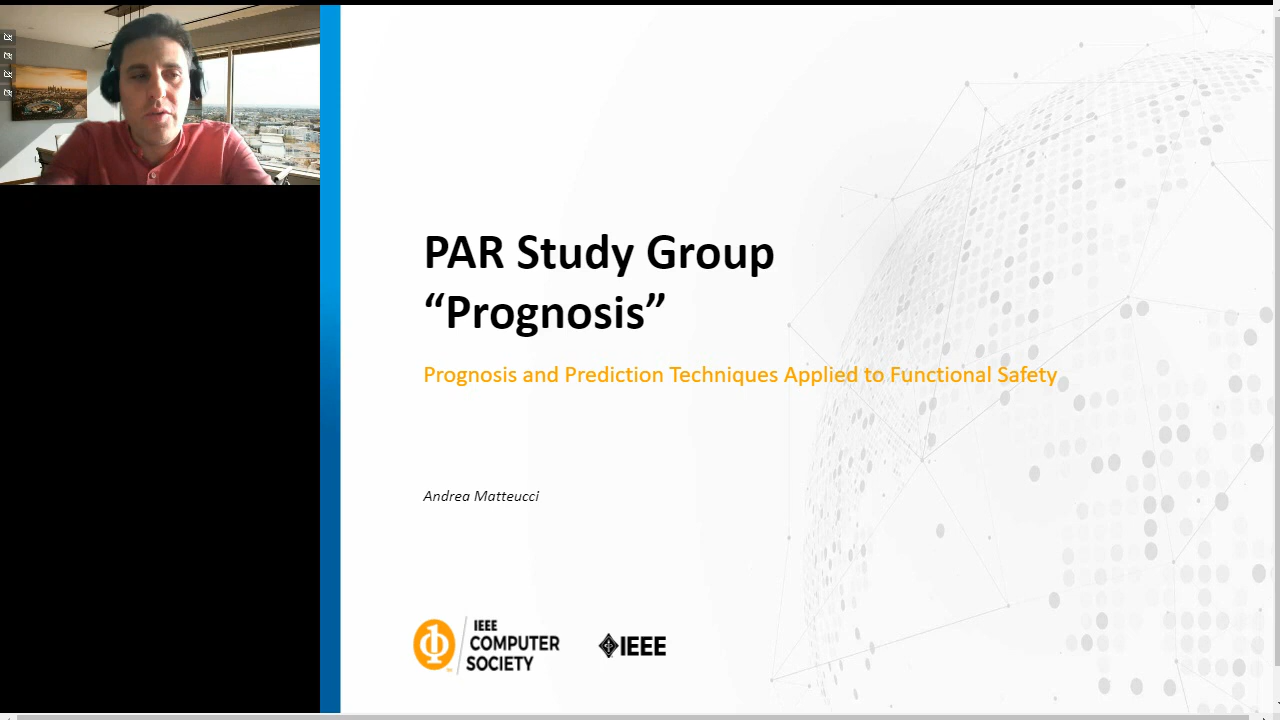 PAR Study Group
“Prognosis”
Prognosis and Prediction Techniques Applied to Functional Safety
Andrea Matteucci
IEEE
COMPUTER
SOCIETY
IEEE